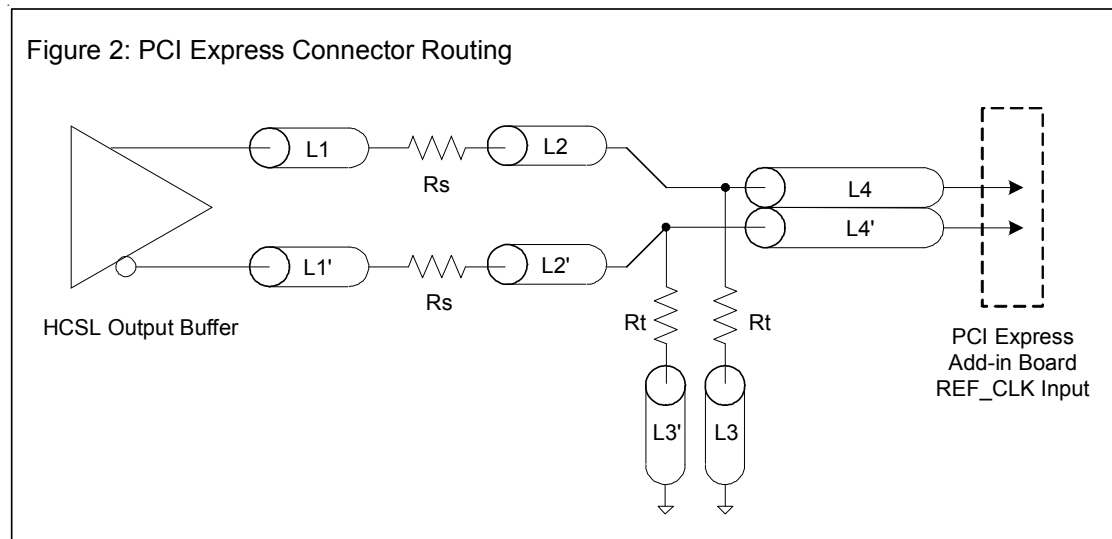 Figure 2: PCI Express Connector Routing
L1
Rs
L2
L4
L4'
L1'
Rs
L2'
HCSL Output Buffer
Rt
Rt
L3'
L3
PCI Express
Add-in Board
REF_CLK Input